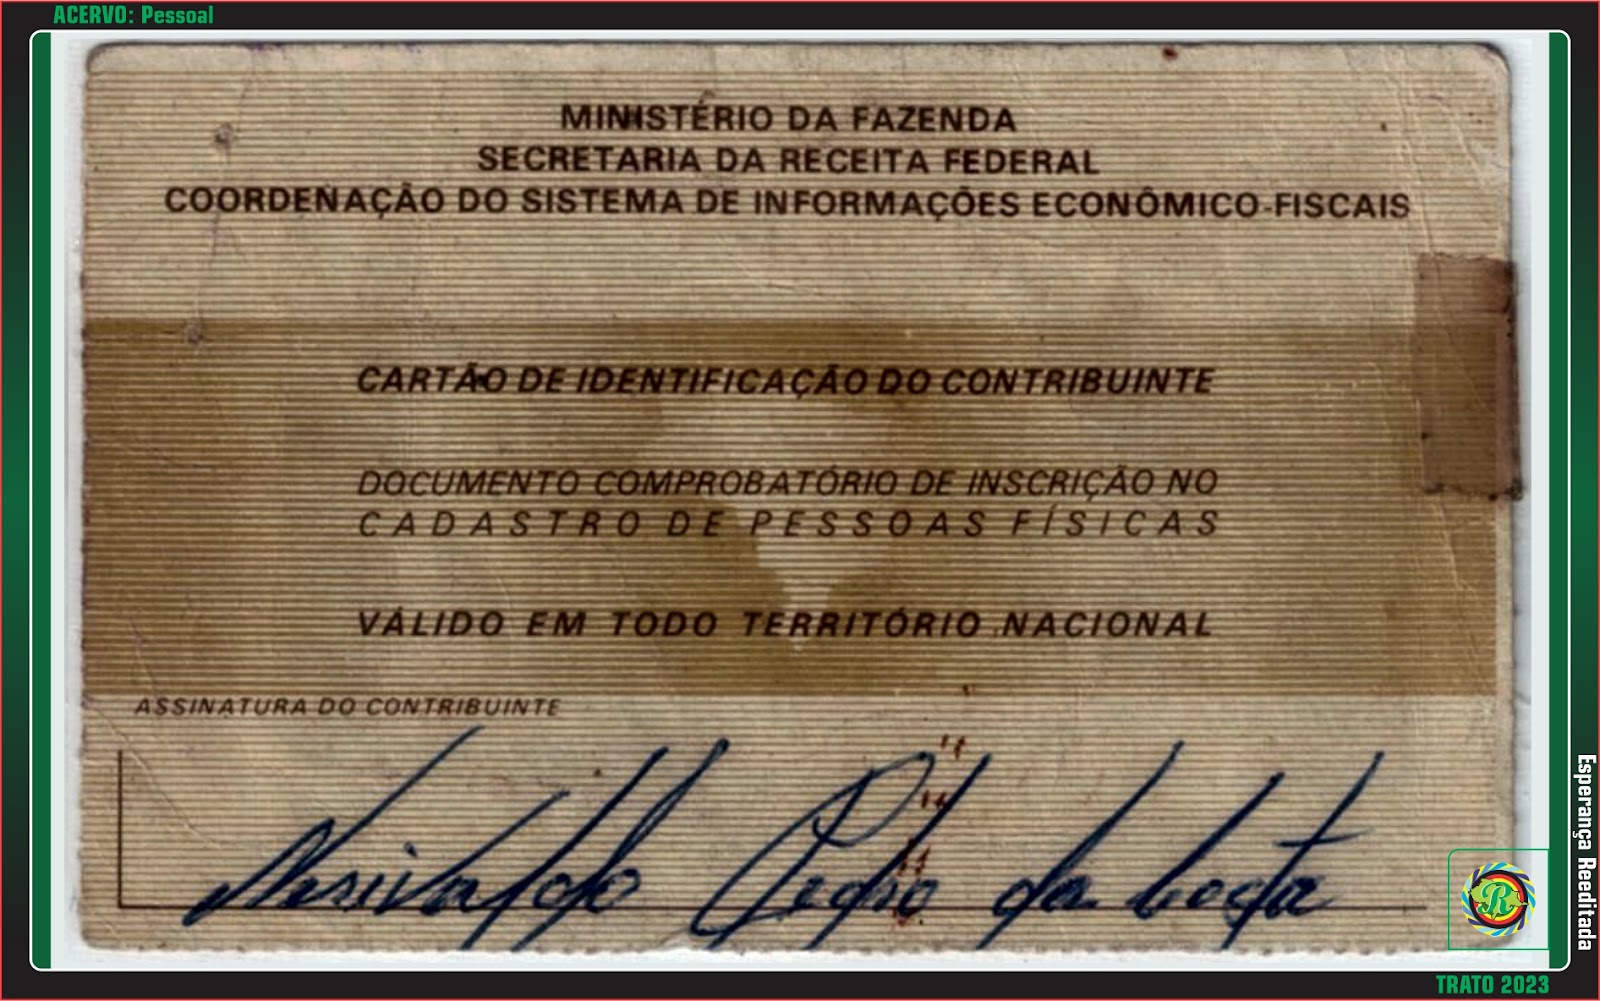 ACERVO: Pessoal
MINISTÉRIO DA FAZENDA
SECRETARIA DA RECEITA FEDERAL
COORDENAÇÃO DO SISTEMA DE INFORMAÇÕES ECONÔMICO-FISCAIS
CARTÃO DE IDENTIFICAÇÃO DO CONTRIBUINTE
DOCUMENTO COMPROBATÓRIO DE INSCRIÇÃO NO
CADASTRO DE PESSOAS FÍSICAS
VÁLIDO EM TODO TERRITÓRIO NACIONAL
ASSINATURA DO CONTRIBUINTE
Pedro da
R
Esperança Reeditada
TRATO 2023